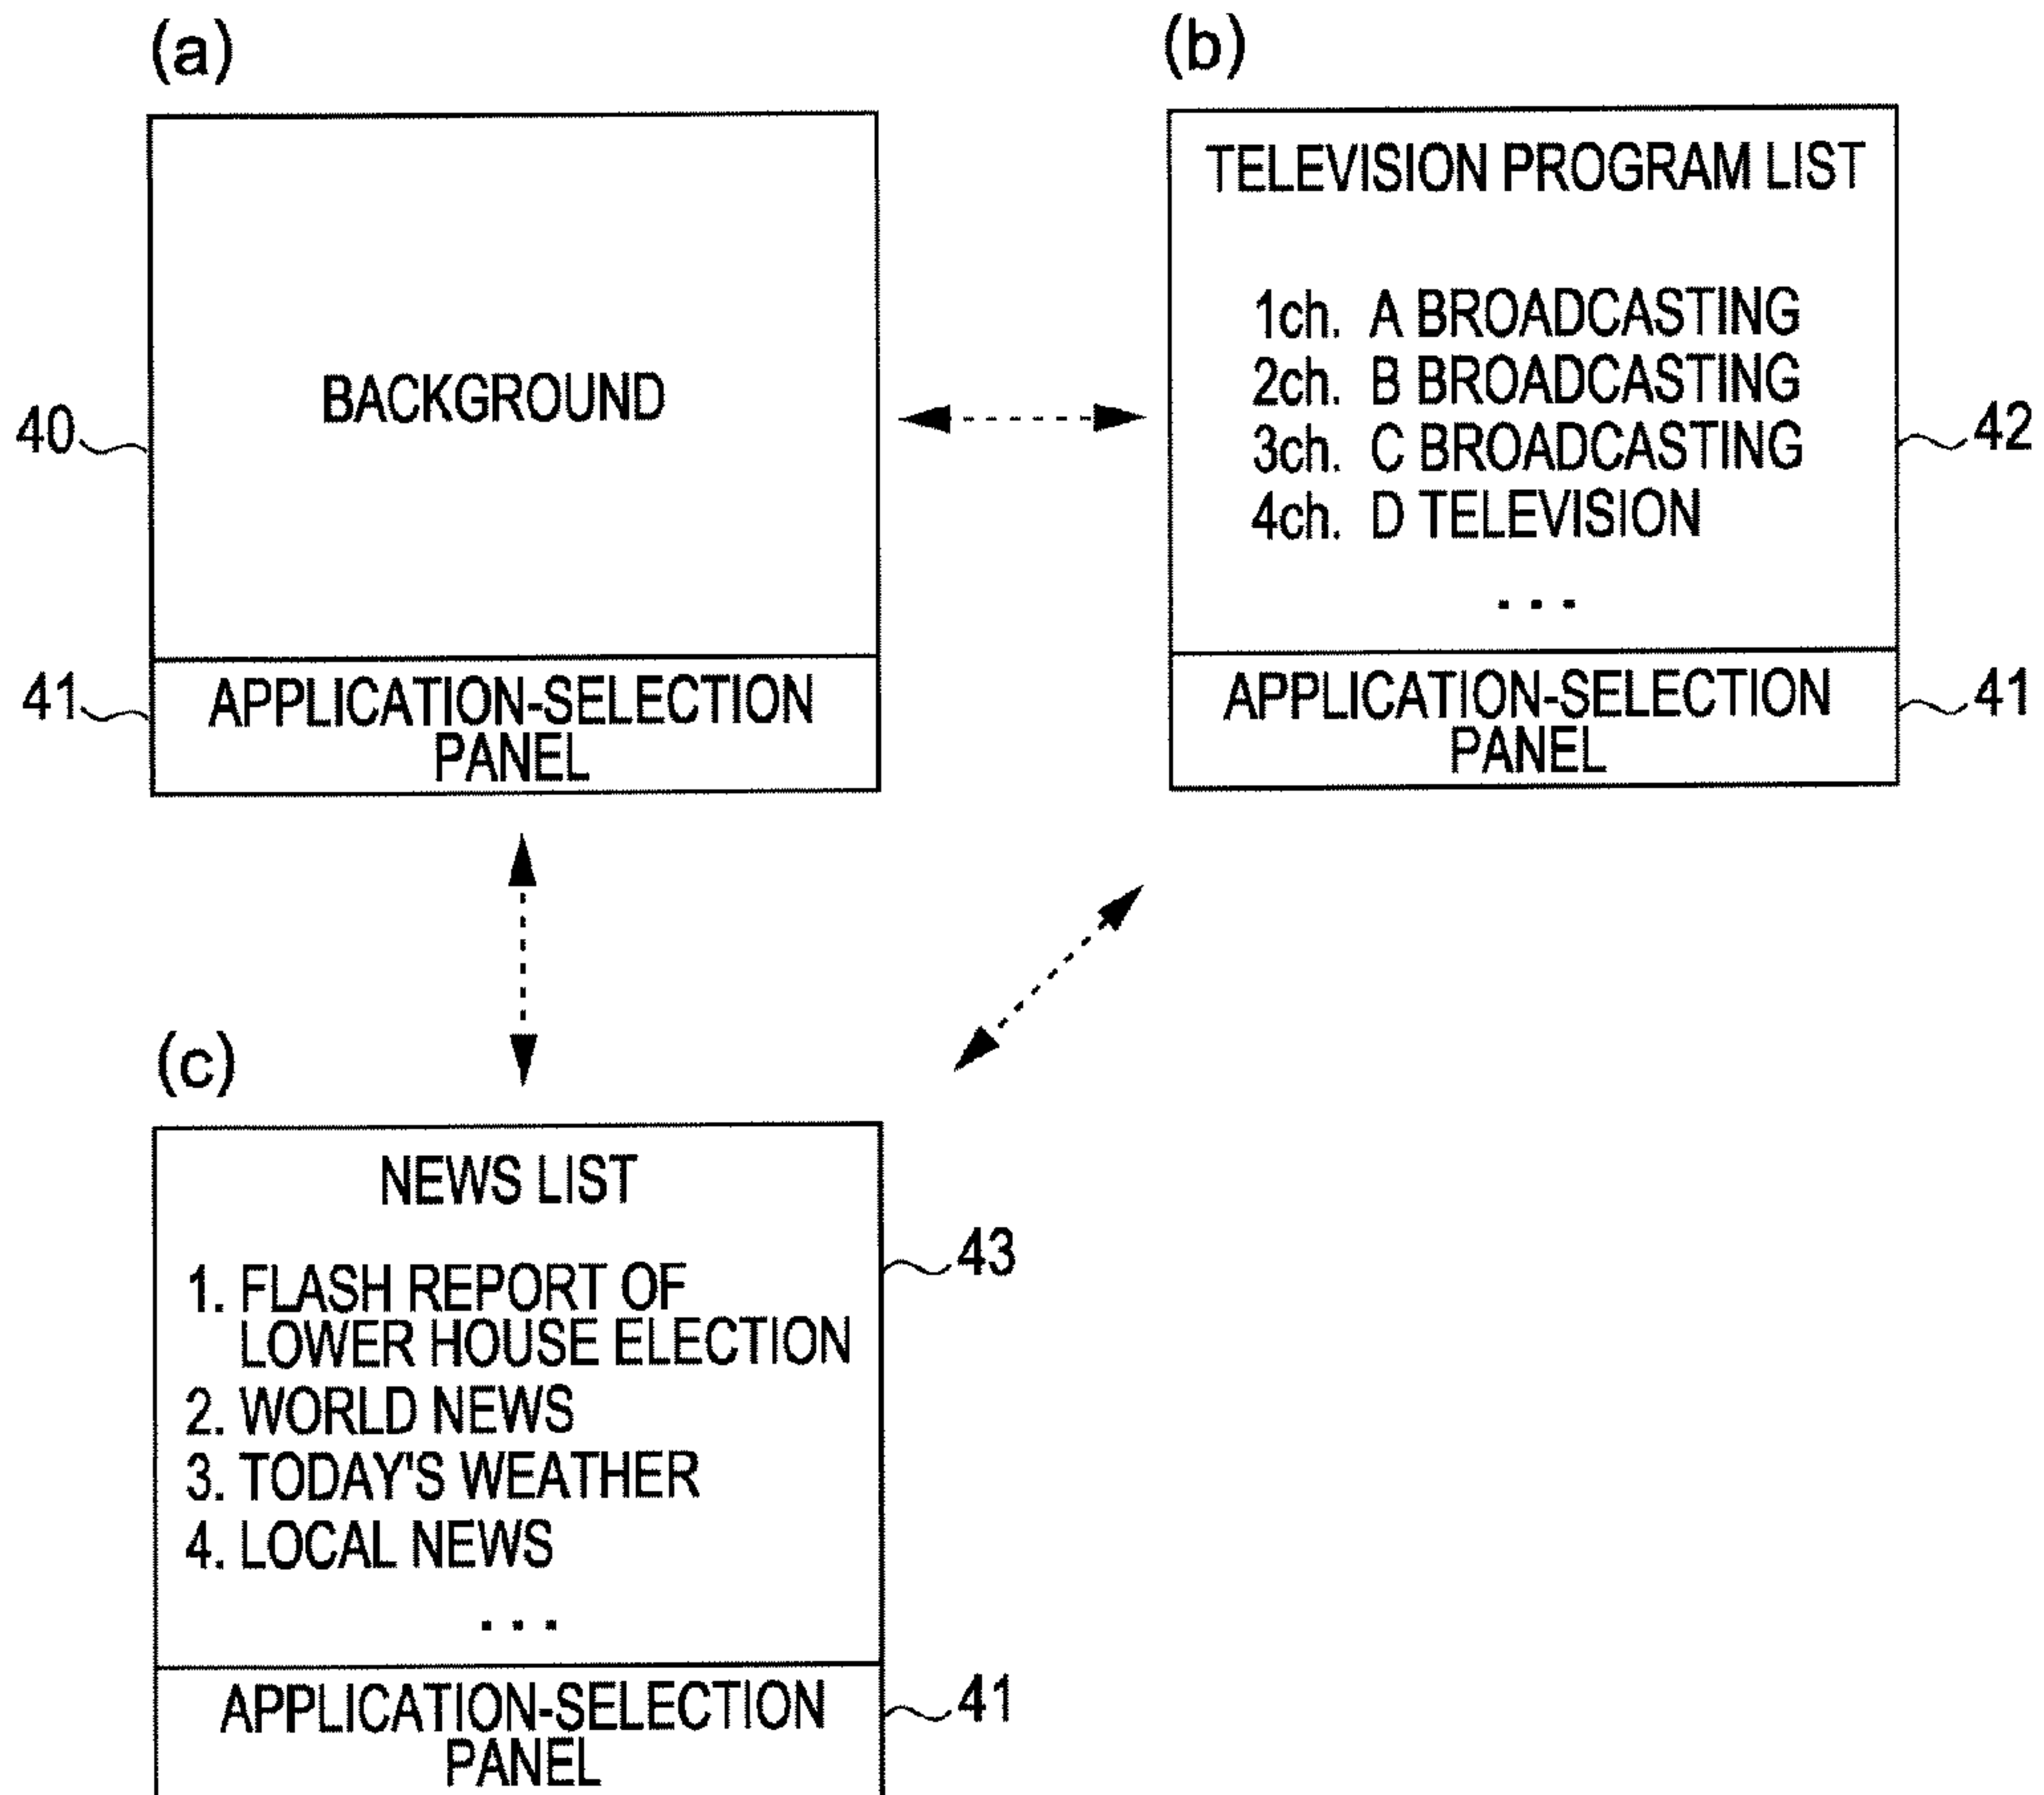 (a)
BACKGROUND
40
41
APPLICATION-SELECTION
PANEL
(b)
TELEVISION PROGRAM LIST
1ch. A BROADCASTING
2ch. B BROADCASTING
3ch. C BROADCASTING
4ch. D TELEVISION
...
42
APPLICATION-SELECTION
PANEL
41
(c)
NEWS LIST
43
1. FLASH REPORT OF
LOWER HOUSE ELECTION
2. WORLD NEWS
3. TODAY'S WEATHER
4. LOCAL NEWS
...
APPLICATION-SELECTION
PANEL
41